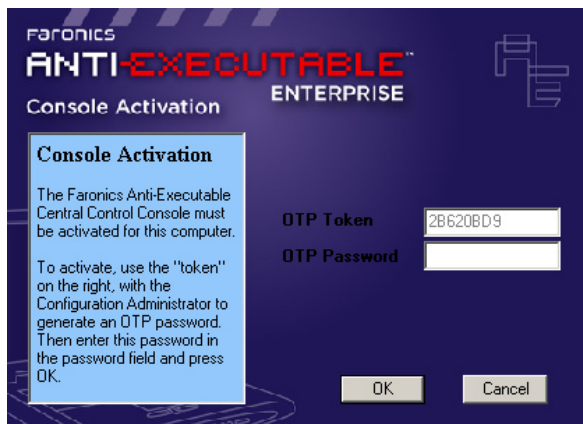 Faronics
ANTI-EXECUTABLE™
ENTERPRISE
Console Activation
Console Activation
The Faronics Anti-Executable
Central Control Console must
be activated for this computer.
To activate, use the "token"
on the right, with the
Configuration Administrator to
generate an OTP password.
Then enter this password in
the password field and press
OK.
OTP Token
2B620BD9
OTP Password
OK
Cancel